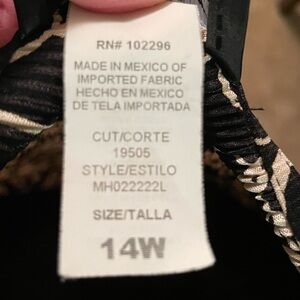 RN# 102296
MADE IN MEXICO OF
IMPORTED FABRIC
HECHO EN MEXICO
DE TELA IMPORTADA
CUT/CORTE
19505
STYLE/ESTILO
MH022222L
SIZE/TALLA
14W